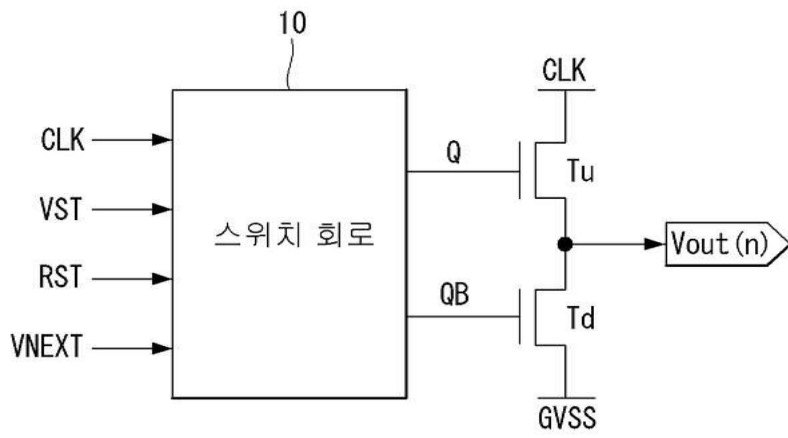 10
CLK
CLK
Q
Tu
VST
스위치 회로
Vout(n)
RST
QB
Td
VNEXT
GVSS